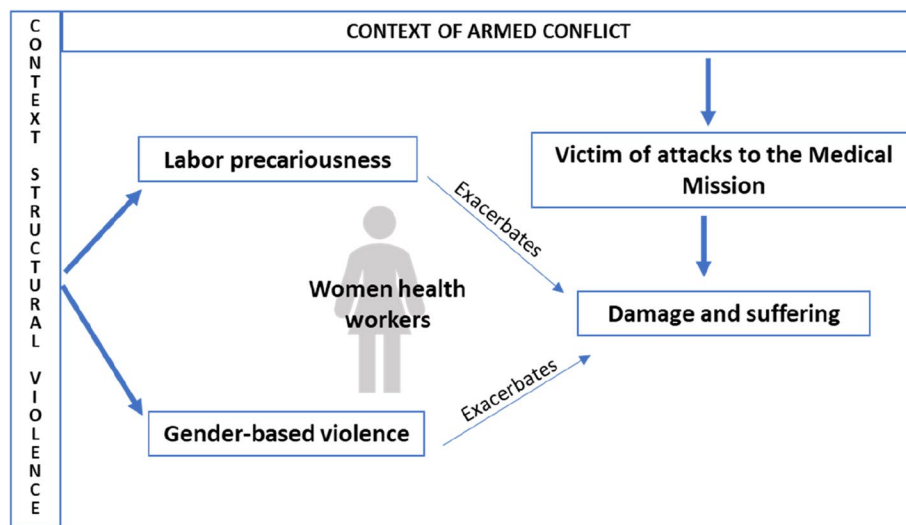 CONTEXT STRUCTURAL VIOLENCE
CONTEXT OF ARMED CONFLICT
Labor precariousness
Victim of attacks to the Medical
Mission
Exacerbates
Women health
workers
Damage and suffering
Exacerbates
Gender-based violence